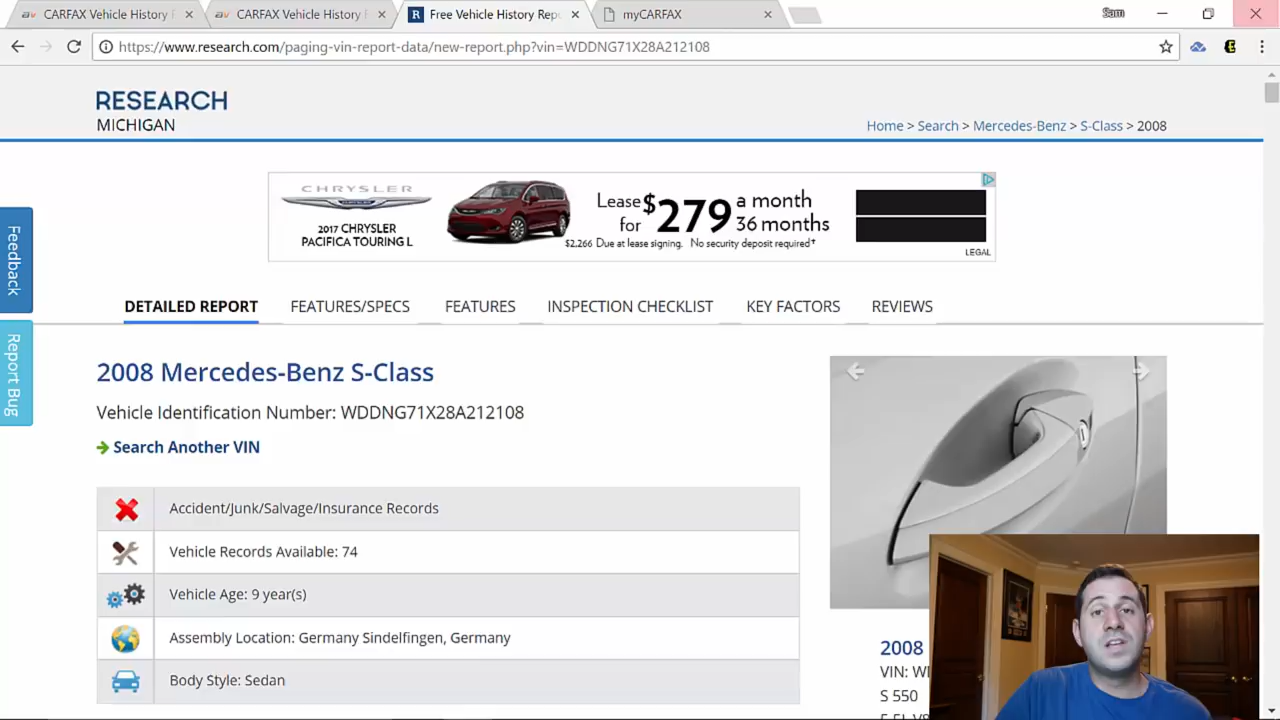 CARFAX Vehicle History R
CARFAX Vehicle History R
Free Vehicle History Repo
myCARFAX
Sam
https://www.research.com/paging-vin-report-data/new-report.php?vin=WDDNG71X28A212108
RESEARCH
MICHIGAN
Home > Search > Mercedes-Benz > S-Class > 2008
CHRYSLER
2017 CHRYSLER
PACIFICA TOURING L
Lease for $279 a month 36 months
$2,266 Due at lease signing. No security deposit required†
LEGAL
Feedback
Report Bug
DETAILED REPORT FEATURES/SPECS FEATURES INSPECTION CHECKLIST KEY FACTORS REVIEWS
2008 Mercedes-Benz S-Class
Vehicle Identification Number: WDDNG71X28A212108
Search Another VIN
Accident/Junk/Salvage/Insurance Records
Vehicle Records Available: 74
Vehicle Age: 9 year(s)
Assembly Location: Germany Sindelfingen, Germany
Body Style: Sedan
2008
VIN:
S 550